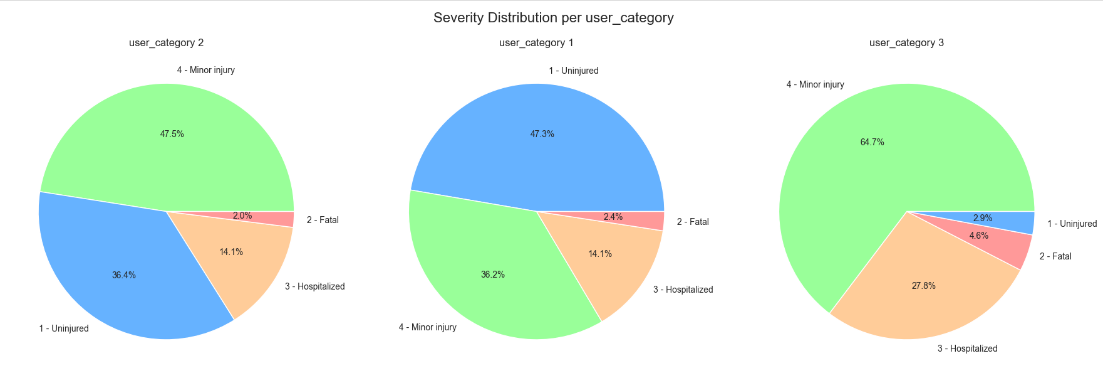 Severity Distribution per user_category
user_category 2
4 - Minor injury
47.5%
2.0%
2 - Fatal
14.1%
36.4%
3 - Hospitalized
1 - Uninjured
user_category 1
1 - Uninjured
47.3%
2.4%
2 - Fatal
14.1%
36.2%
3 - Hospitalized
4 - Minor injury
user_category 3
4 - Minor injury
64.7%
2.9%
1 - Uninjured
4.6%
2 - Fatal
27.8%
3 - Hospitalized